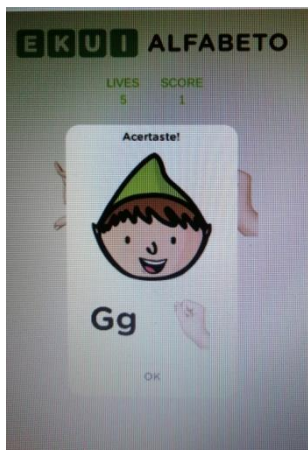 EKUI ALFABETO
LIVES SCORE
5 1
Acertaste!
Gg
OK